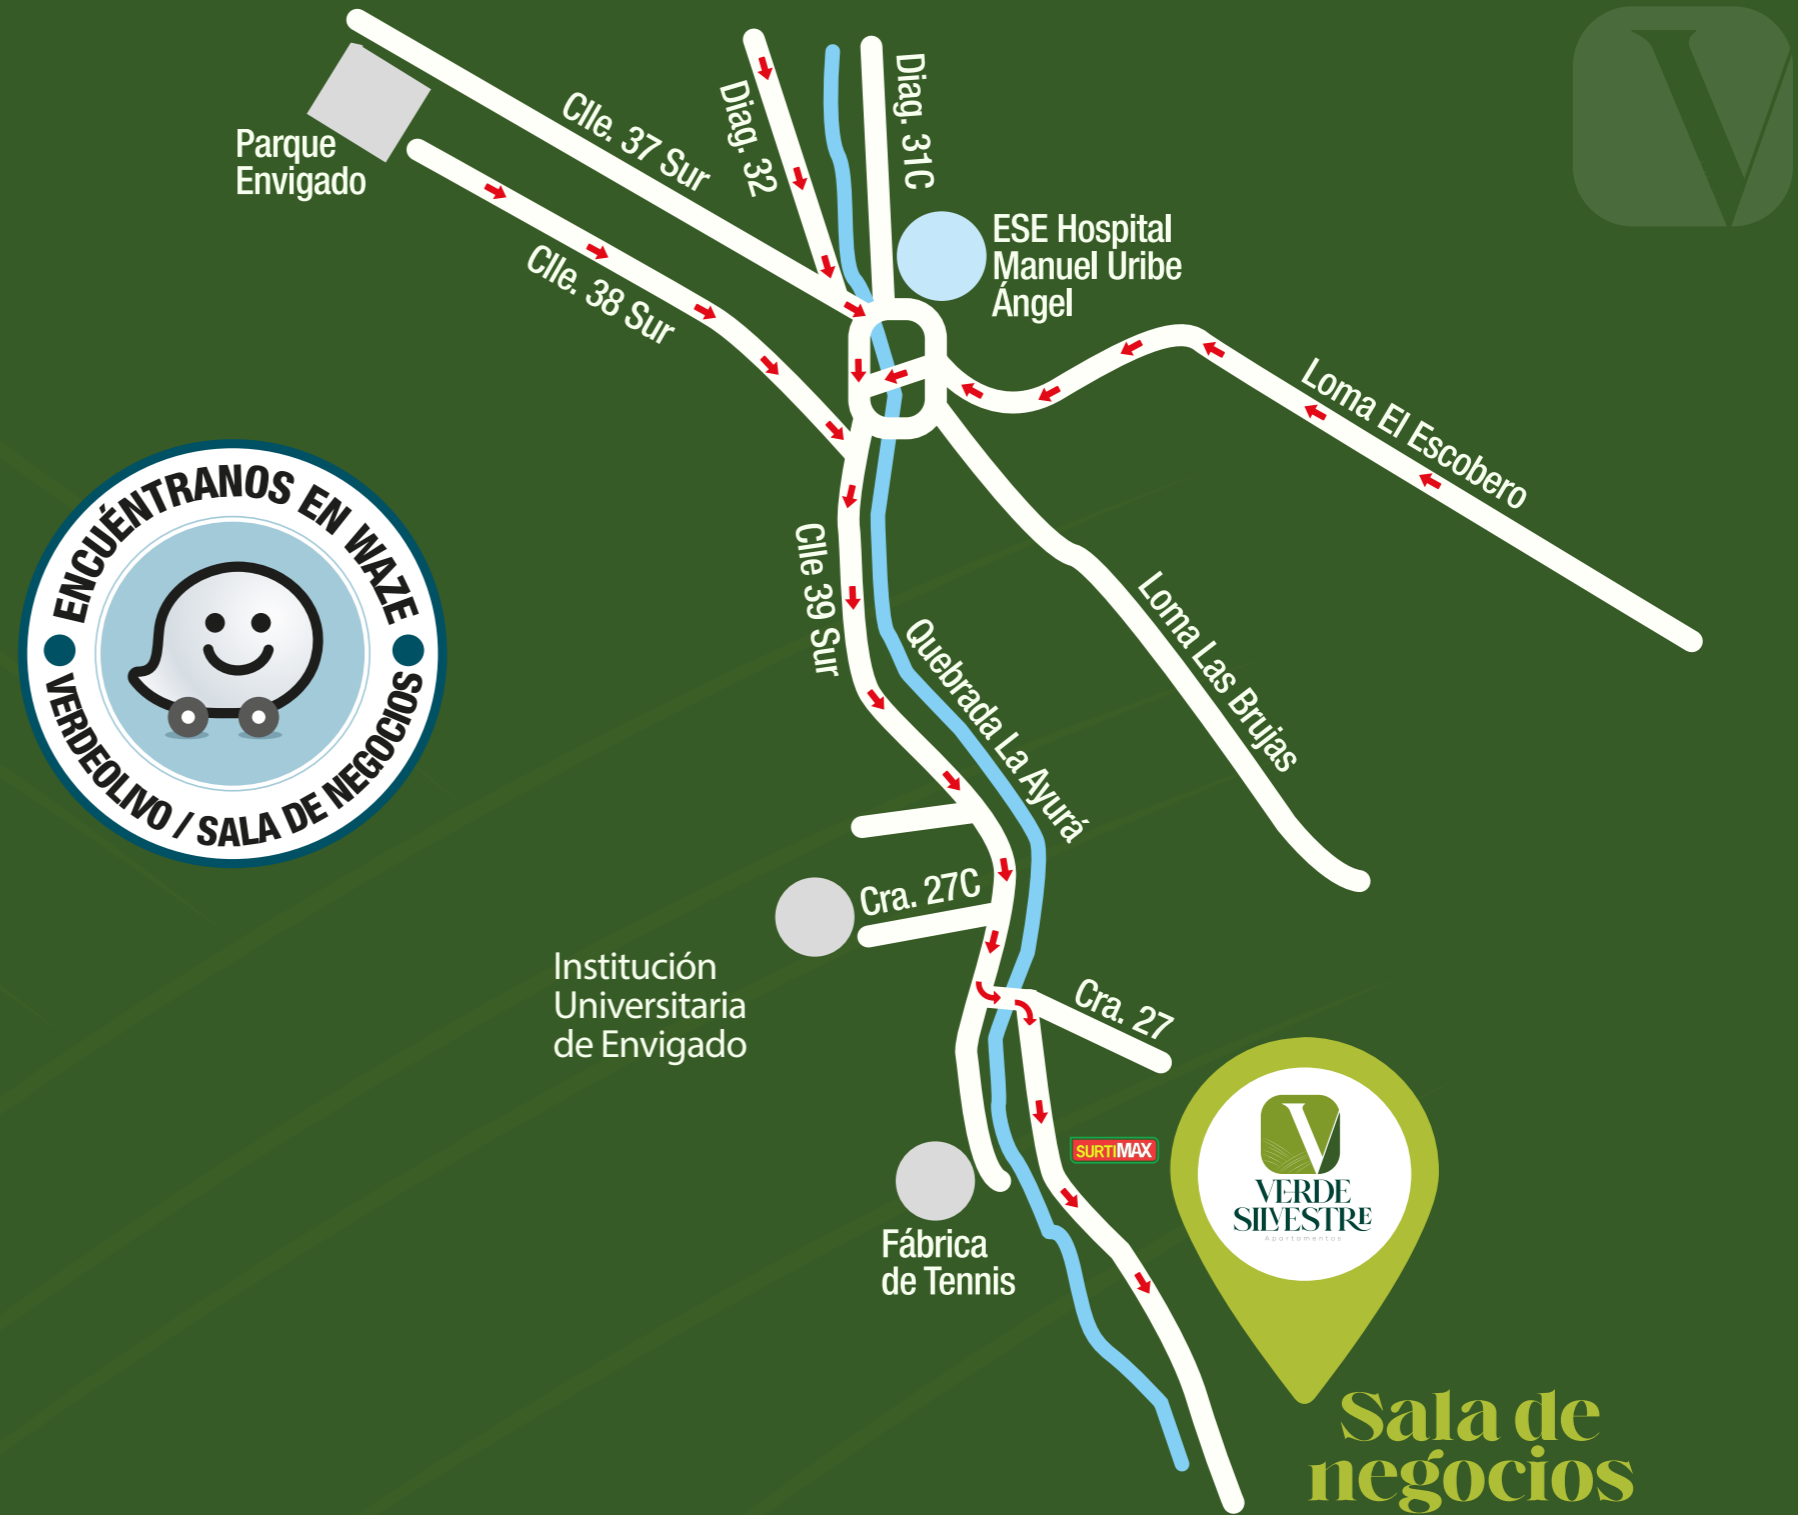 Clle. 37 Sur
Diag. 32
Diag. 31C
Parque
Envigado
Clle. 38 Sur
ESE Hospital
Manuel Uribe
Ángel
Loma El Escobero
ENCUÉNTRANOS EN WAZE
VERDEOLIVO / SALA DE NEGOCIOS
Clle 39 Sur
Quebrada La Ayurá
Loma Las Brujas
Cra. 27C
Institución
Universitaria
de Envigado
Cra. 27
SURTIMAX
V
VERDE
SILVESTRE
Apartamentos
Fábrica
de Tennis
Sala de
negocios
V